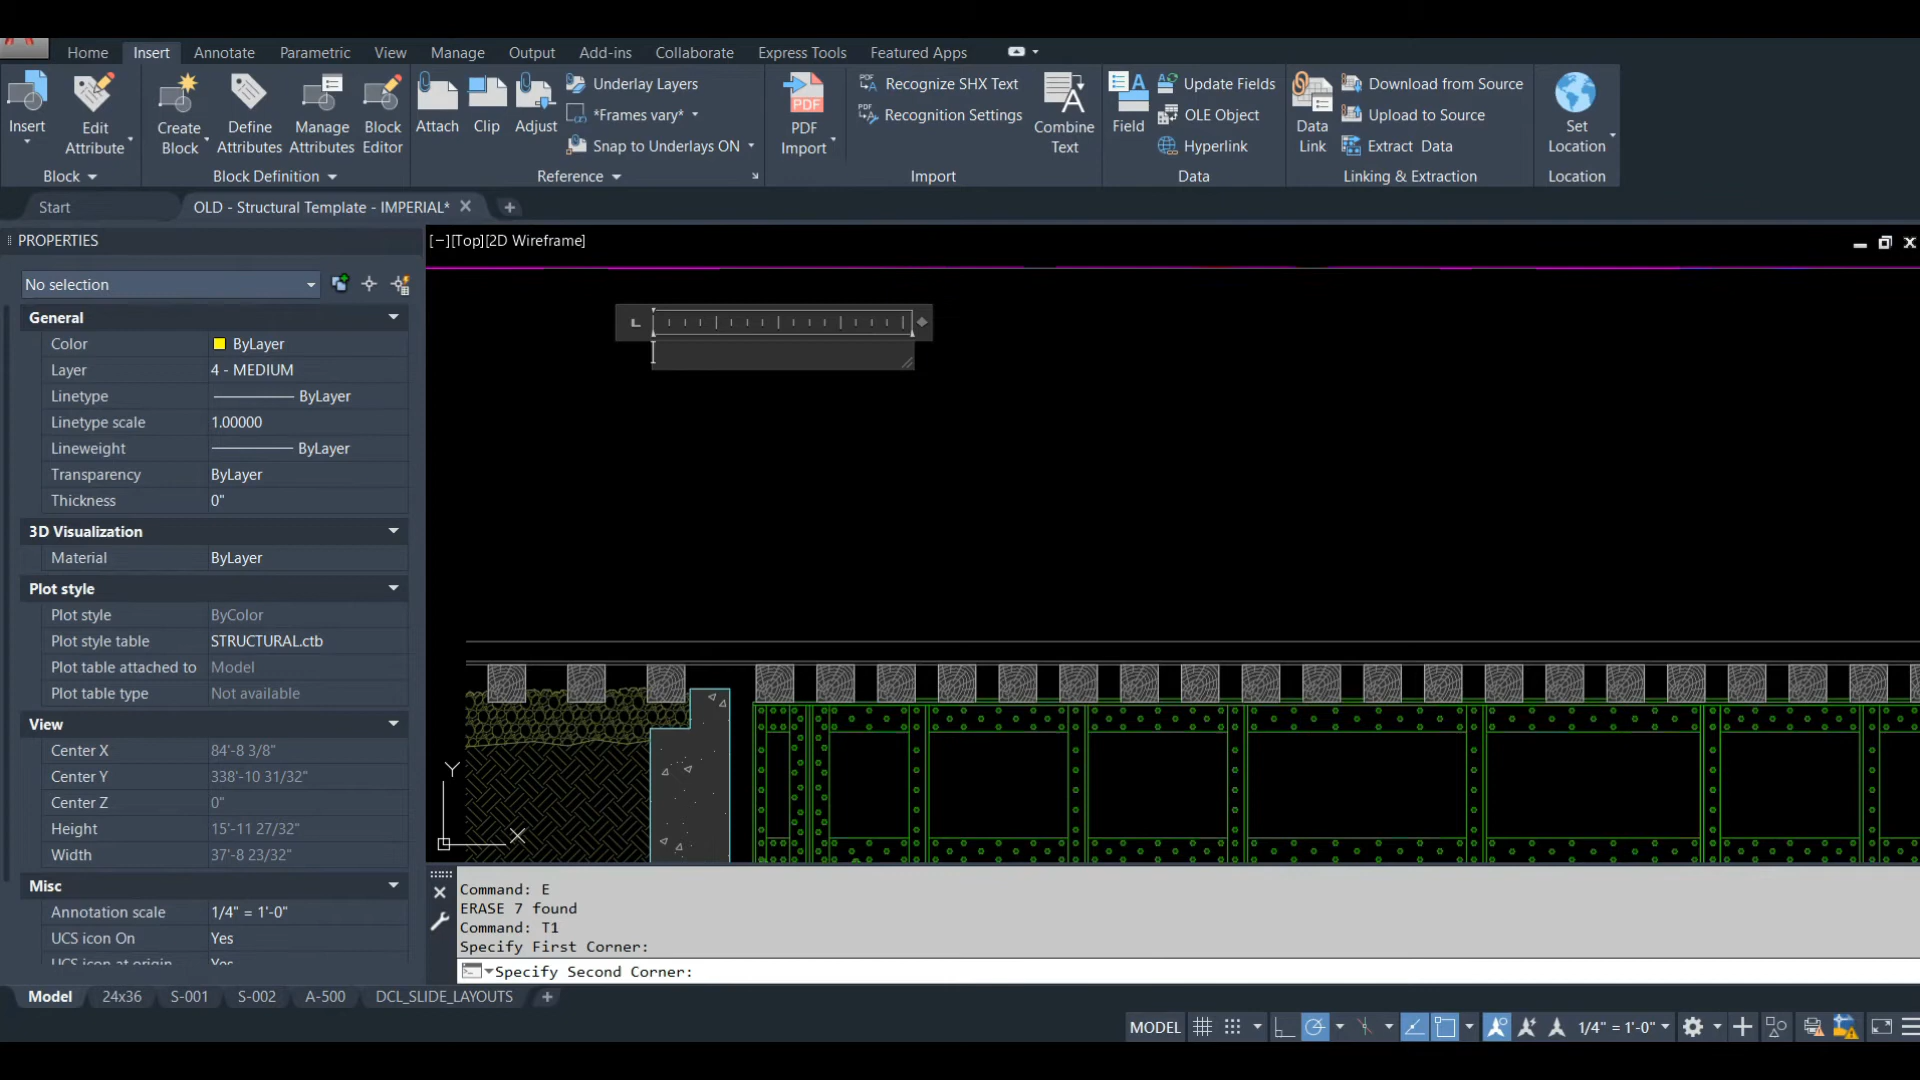 Home Insert Annotate Parametric View Manage Output Add-ins Collaborate Express Tools Featured Apps
Insert
Edit Attribute
Create Block
Define Attributes
Manage Attributes
Block Editor
Attach
Clip
Adjust
Underlay Layers
*Frames vary*
Snap to Underlays ON
PDF
PDF Import
Recognize SHX Text
Recognition Settings
Combine Text
Field
Update Fields
OLE Object
Hyperlink
Data Link
Download from Source
Upload to Source
Extract Data
Set Location
Block Block Definition Reference Import Data Linking & Extraction Location
Start OLD - Structural Template - IMPERIAL*
PROPERTIES
[−][Top][2D Wireframe]
No selection
General
Color ByLayer
Layer 4 - MEDIUM
Linetype ByLayer
Linetype scale 1.00000
Lineweight ByLayer
Transparency ByLayer
Thickness 0"
3D Visualization
Material ByLayer
Plot style
Plot style ByColor
Plot style table STRUCTURAL.ctb
Plot table attached to Model
Plot table type Not available
View
Center X 84'-8 3/8"
Center Y 338'-10 31/32"
Center Z 0"
Height 15'-11 27/32"
Width 37'-8 23/32"
Misc
Annotation scale 1/4" = 1'-0"
UCS icon On Yes
UCS icon at origin Yes
Y
X
Command: E
ERASE 7 found
Command: T1
Specify First Corner:
Specify Second Corner:
Model 24x36 S-001 S-002 A-500 DCL_SLIDE_LAYOUTS
MODEL 1/4" = 1'-0"